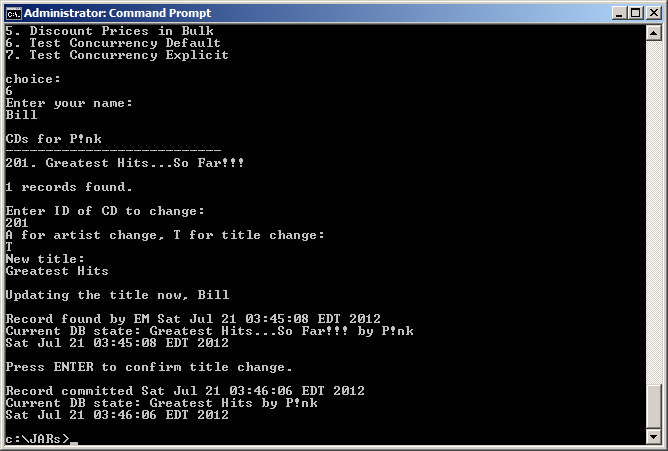 Administrator: Command Prompt
5. Discount Prices in Bulk
6. Test Concurrency Default
7. Test Concurrency Explicit
choice:
6
Enter your name:
Bill
CDs for P!nk
---------------------------
201. Greatest Hits...So Far!!!
1 records found.
Enter ID of CD to change:
201
A for artist change, T for title change:
T
New title:
Greatest Hits
Updating the title now, Bill
Record found by EM Sat Jul 21 03:45:08 EDT 2012
Current DB state: Greatest Hits...So Far!!! by P!nk
Sat Jul 21 03:45:08 EDT 2012
Press ENTER to confirm title change.
Record committed Sat Jul 21 03:46:06 EDT 2012
Current DB state: Greatest Hits by P!nk
Sat Jul 21 03:46:06 EDT 2012
c:\JARs>_